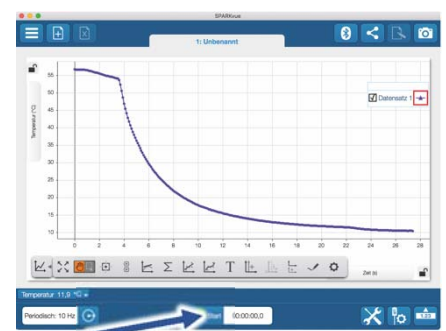 SPARKvue
1: Unbenannt
Temperatur (°C)
55
50
45
40
35
30
25
20
15
10
0 2 4 6 8 10 12 14 16 18 20 22 24 26 28
Datensatz 1
Zeit (s)
Σ
T
Temperatur 11,9 °C
Periodisch: 10 Hz
Start
00:00:00,0
1.23